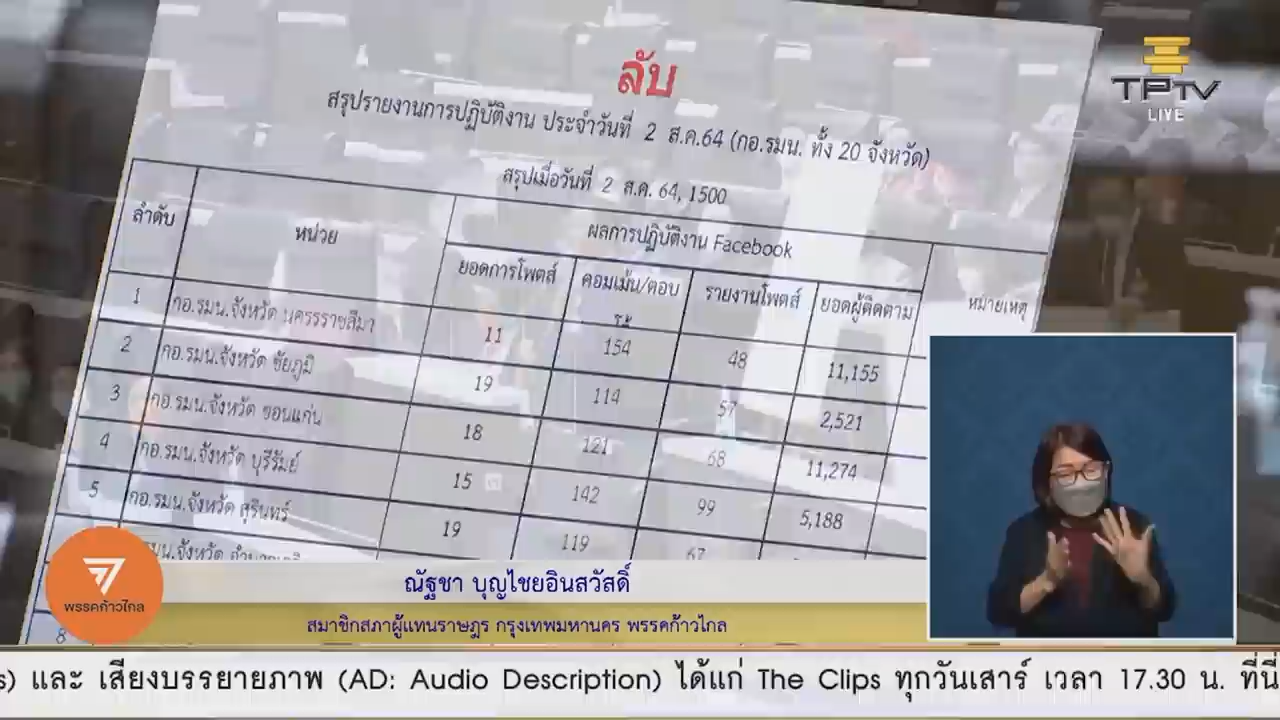 ลับ
สรุปรายงานการปฏิบัติงาน ประจำวันที่ 2 ส.ค.64 (กอ.รมน. ทั้ง 20 จังหวัด)
สรุปเมื่อวันที่ 2 ส.ค. 64, 1500
ลำดับ หน่วย ผลการปฏิบัติงาน Facebook หมายเหตุ
ยอดการโพตส์ คอมเม้น/ตอบ รายงานโพตส์ ยอดผู้ติดตาม
1 กอ.รมน.จังหวัด นครราชสีมา 11 154 48 11,155
2 กอ.รมน.จังหวัด ชัยภูมิ 19 114 57 2,521
3 กอ.รมน.จังหวัด ขอนแก่น 18 121 68 11,274
4 กอ.รมน.จังหวัด บุรีรัมย์ 15 142 99 5,188
5 กอ.รมน.จังหวัด สุรินทร์ 19 119 67
8
TPTV
LIVE
พรรคก้าวไกล
ณัฐชา บุญไชยอินสวัสดิ์
สมาชิกสภาผู้แทนราษฎร กรุงเทพมหานคร พรรคก้าวไกล
s) และ เสียงบรรยายภาพ (AD: Audio Description) ได้แก่ The Clips ทุกวันเสาร์ เวลา 17.30 น. ที่นี่